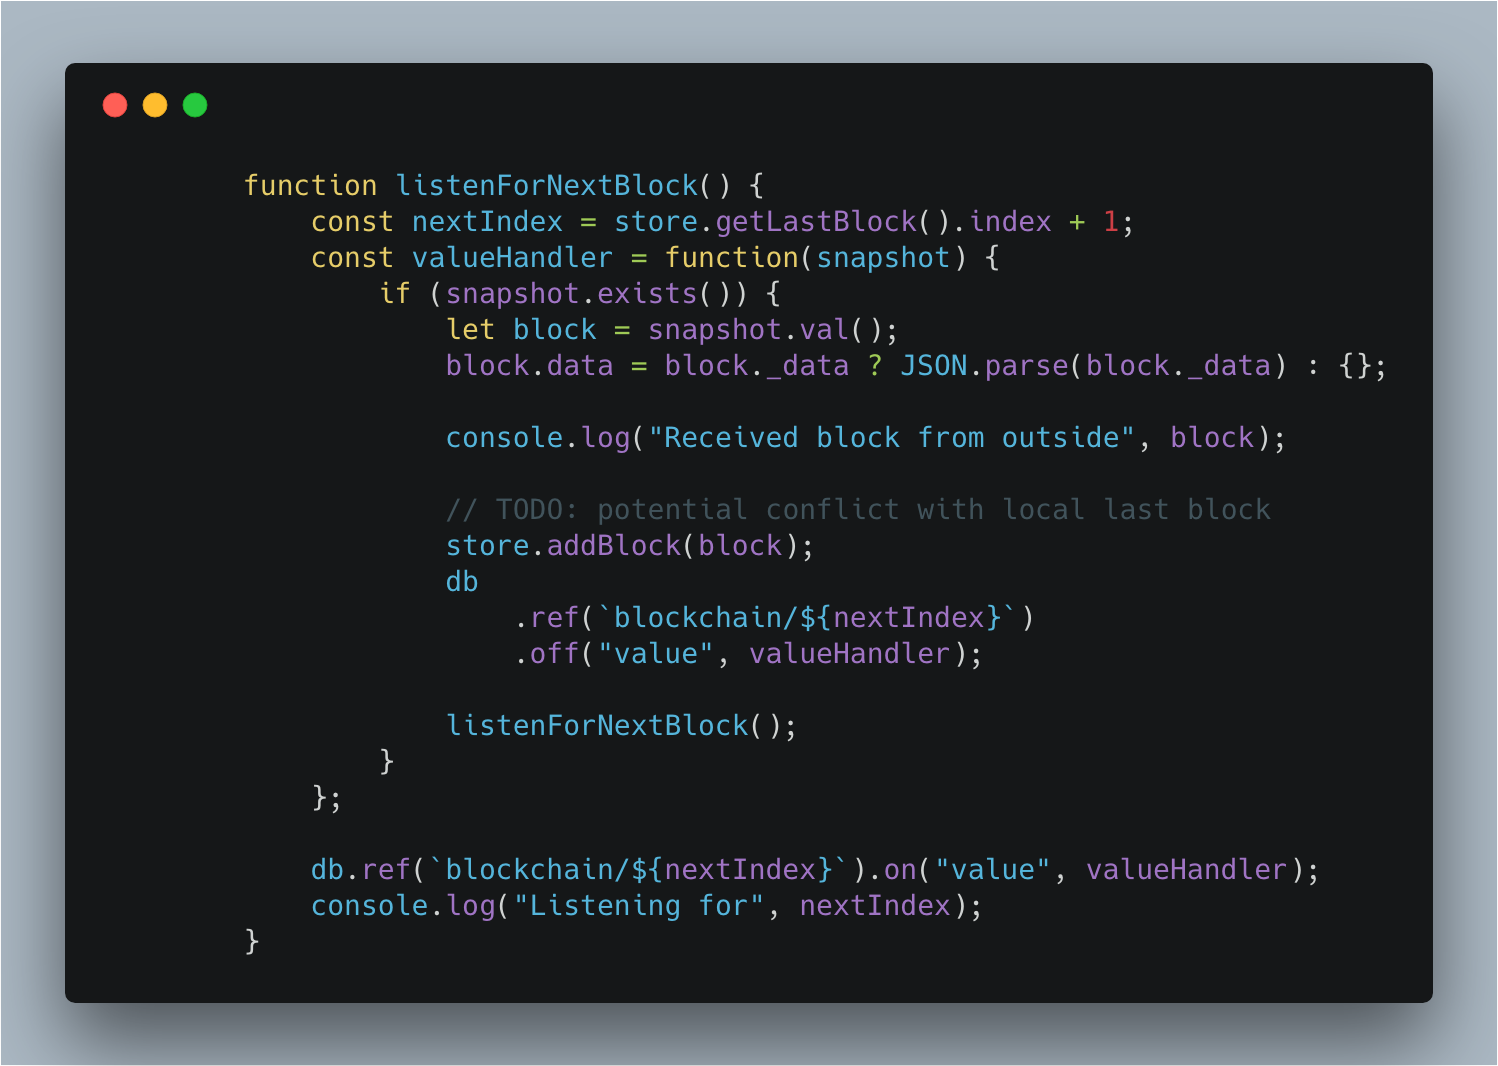 function listenForNextBlock() {
    const nextIndex = store.getLastBlock().index + 1;
    const valueHandler = function(snapshot) {
        if (snapshot.exists()) {
            let block = snapshot.val();
            block.data = block._data ? JSON.parse(block._data) : {};

            console.log("Received block from outside", block);

            // TODO: potential conflict with local last block
            store.addBlock(block);
            db
                .ref(`blockchain/${nextIndex}`)
                .off("value", valueHandler);

            listenForNextBlock();
        }
    };

    db.ref(`blockchain/${nextIndex}`).on("value", valueHandler);
    console.log("Listening for", nextIndex);
}